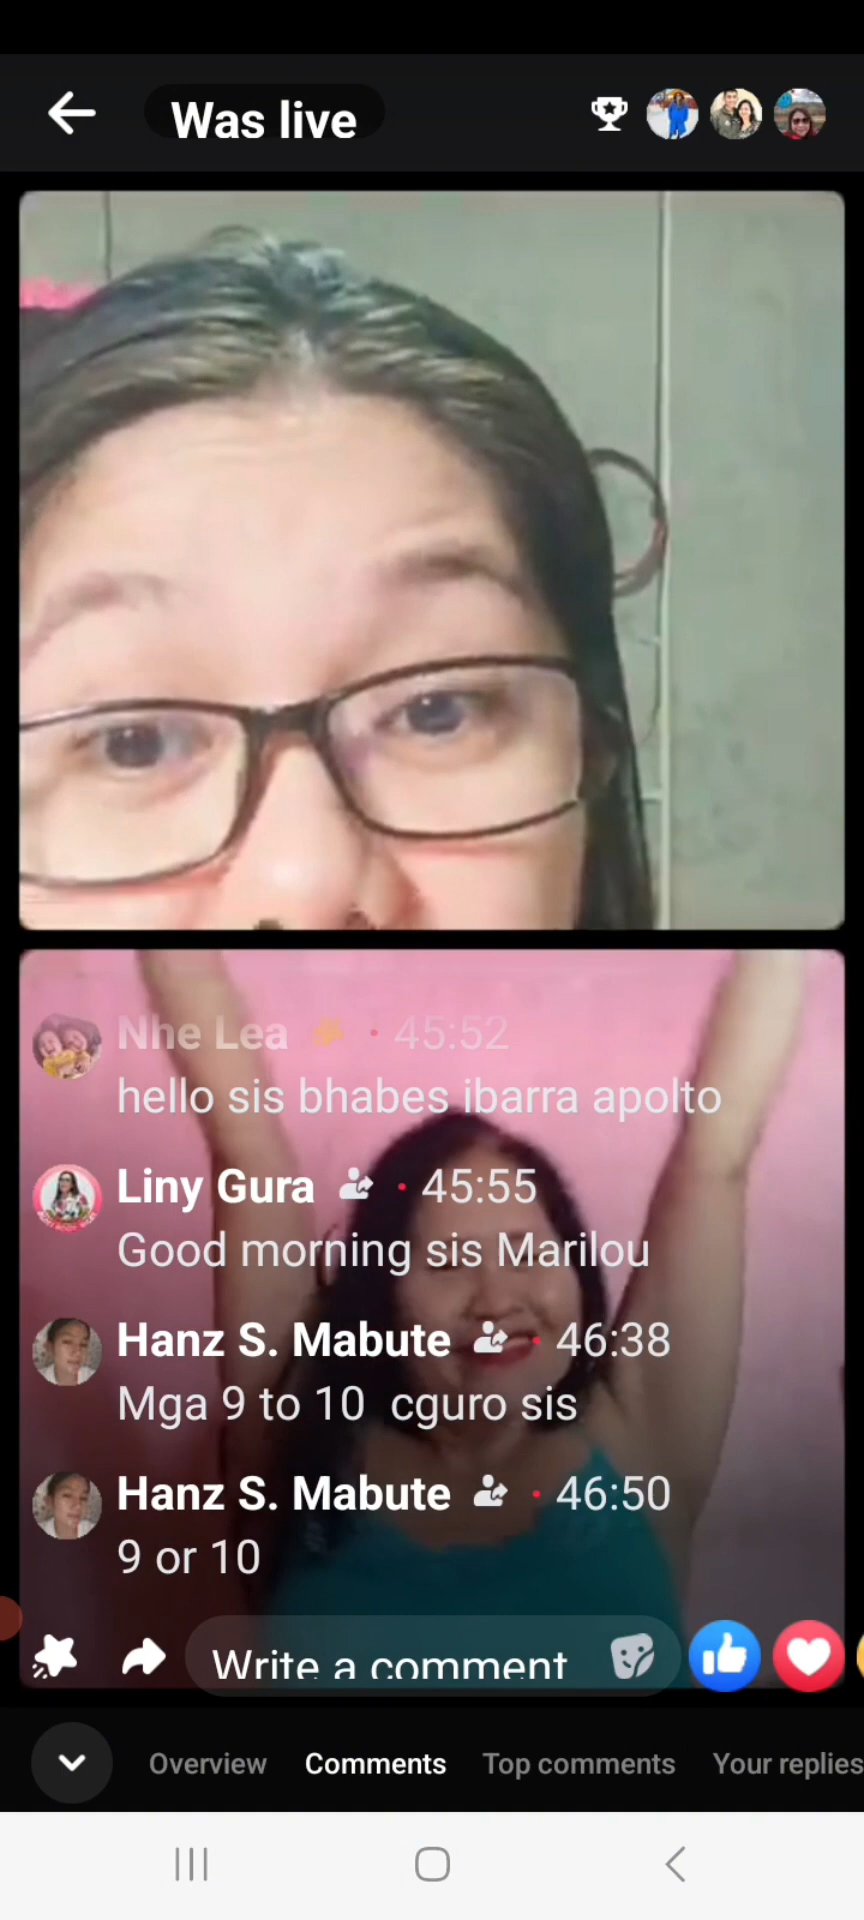 Was live
Nhe Lea 45:52
hello sis bhabes ibarra apolto
Liny Gura 45:55
Good morning sis Marilou
Hanz S. Mabute 46:38
Mga 9 to 10 cguro sis
Hanz S. Mabute 46:50
9 or 10
Write a comment
Overview Comments Top comments Your replies